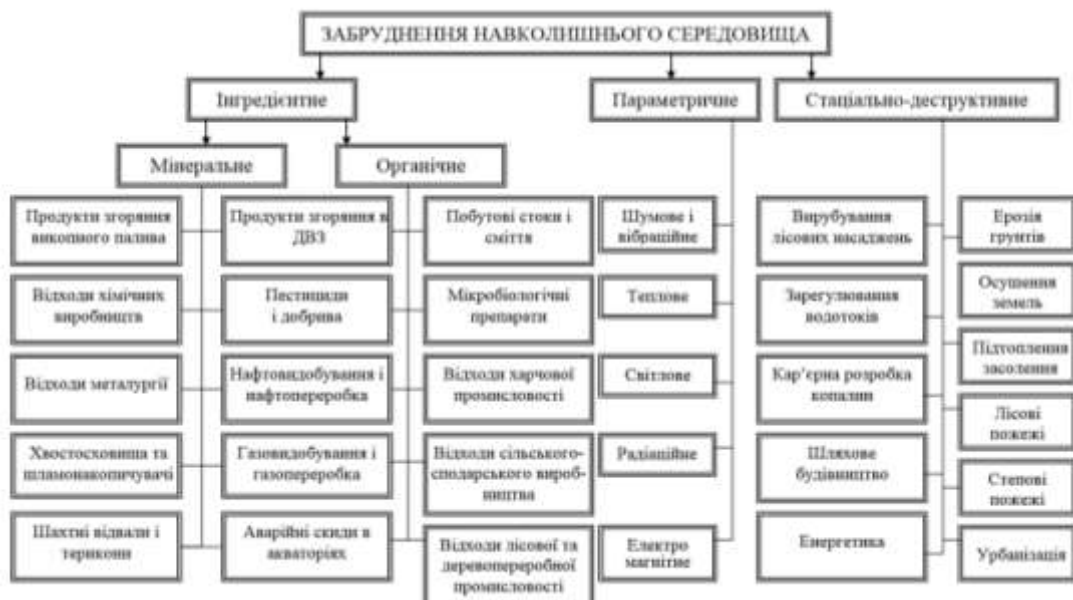 ЗАБРУДНЕННЯ НАВКОЛИШНЬОГО СЕРЕДОВИЩА
Інгредієнтне
Параметричне
Стаціально-деструктивне
Мінеральне
Органічне
Продукти згоряння
викопного палива
Відходи хімічних
виробництв
Відходи металургії
Хвостосховища та
шламонакопичувачі
Шахтні відвали і
терикони
Продукти згоряння в
ДВЗ
Пестициди
і добрива
Нафтовидобування і
нафтопереробка
Газовидобування і
газопереробка
Аварійні скиди в
акваторіях
Побутові стоки і
сміття
Мікробіологічні
препарати
Відходи харчової
промисловості
Відходи сільського-
сподарського вироб-
ництва
Відходи лісової та
деревопереробної
промисловості
Шумове і
вібраційне
Теплове
Світлове
Радіаційне
Електро
магнітне
Вирубування
лісових насаджень
Зарегулювання
водотоків
Кар’єрна розробка
копалин
Шляхове
будівництво
Енергетика
Ерозія
грунтів
Осушення
земель
Підтоплення
засолення
Лісові
пожежі
Степові
пожежі
Урбанізація